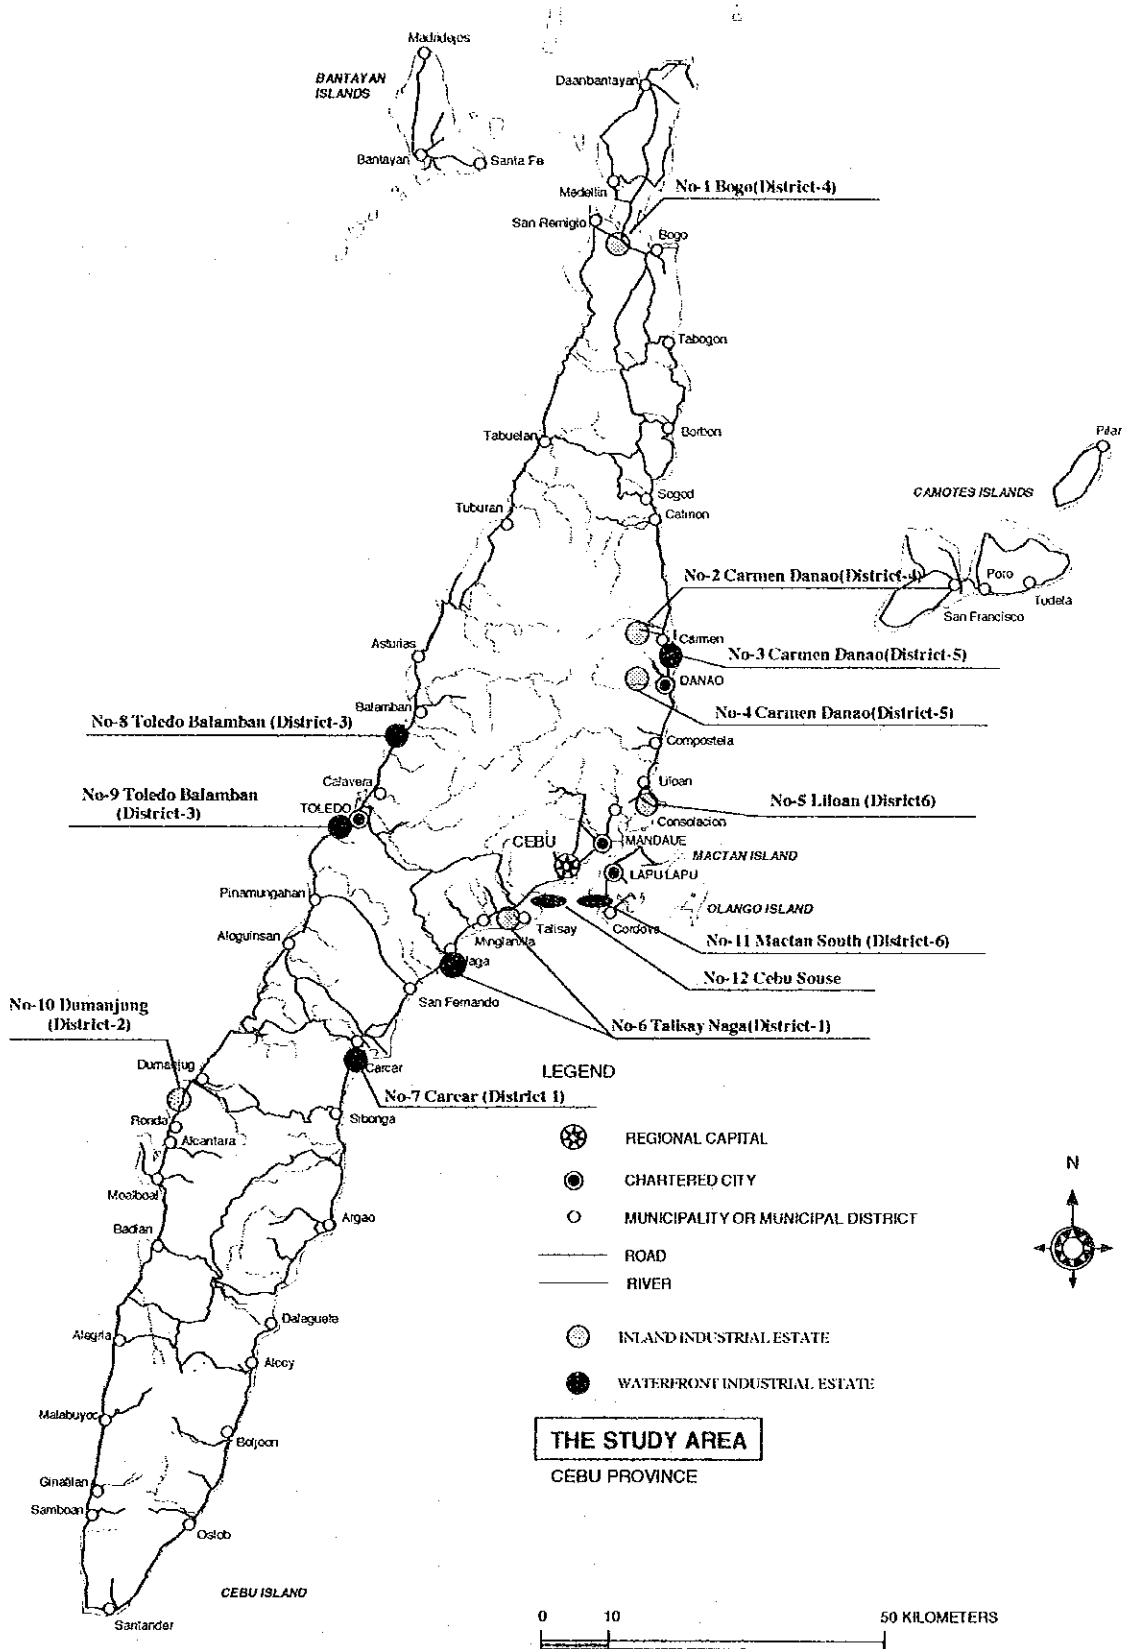 Madridejos
BANTAYAN
ISLANDS
Daanbantayan
Bantayan
Santa Fe
Medellin
No-1 Bogo(District-4)
San Remigio
Bogo
Tabogon
Borbon
Tabuelan
Pilar
Sogod
CAMOTES ISLANDS
Tuburan
Catmon
No-2 Carmen Danao(District-4)
Poro
Tudela
San Francisco
Carmen
Asturias
No-3 Carmen Danao(District-5)
DANAO
Balamban
No-8 Toledo Balamban (District-3)
No-4 Carmen Danao(District-5)
Compostela
Calavera
Liloan
No-9 Toledo Balamban
(District-3)
TOLEDO
No-5 Liloan (Disrict6)
Consolacion
CEBU
MANDAUE
MACTAN ISLAND
LAPU LAPU
Pinamungahan
OLANGO ISLAND
Talisay
Cordova
Minglanilla
Aloguinsan
No-11 Mactan South (District-6)
Naga
No-12 Cebu Souse
San Fernando
No-10 Dumanjung
(District-2)
No-6 Talisay Naga(District-1)
Dumanjug
Carcar
LEGEND
No-7 Carcar (District 1)
Ronda
Sibonga
Alcantara
REGIONAL CAPITAL
CHARTERED CITY
N
Moalboal
MUNICIPALITY OR MUNICIPAL DISTRICT
Argao
Badian
ROAD
RIVER
Dalaguete
Alegria
INLAND INDUSTRIAL ESTATE
Alcoy
WATERFRONT INDUSTRIAL ESTATE
Malabuyoc
Boljoon
THE STUDY AREA
CEBU PROVINCE
Ginatilan
Samboan
Oslob
CEBU ISLAND
Santander
0 10 50 KILOMETERS